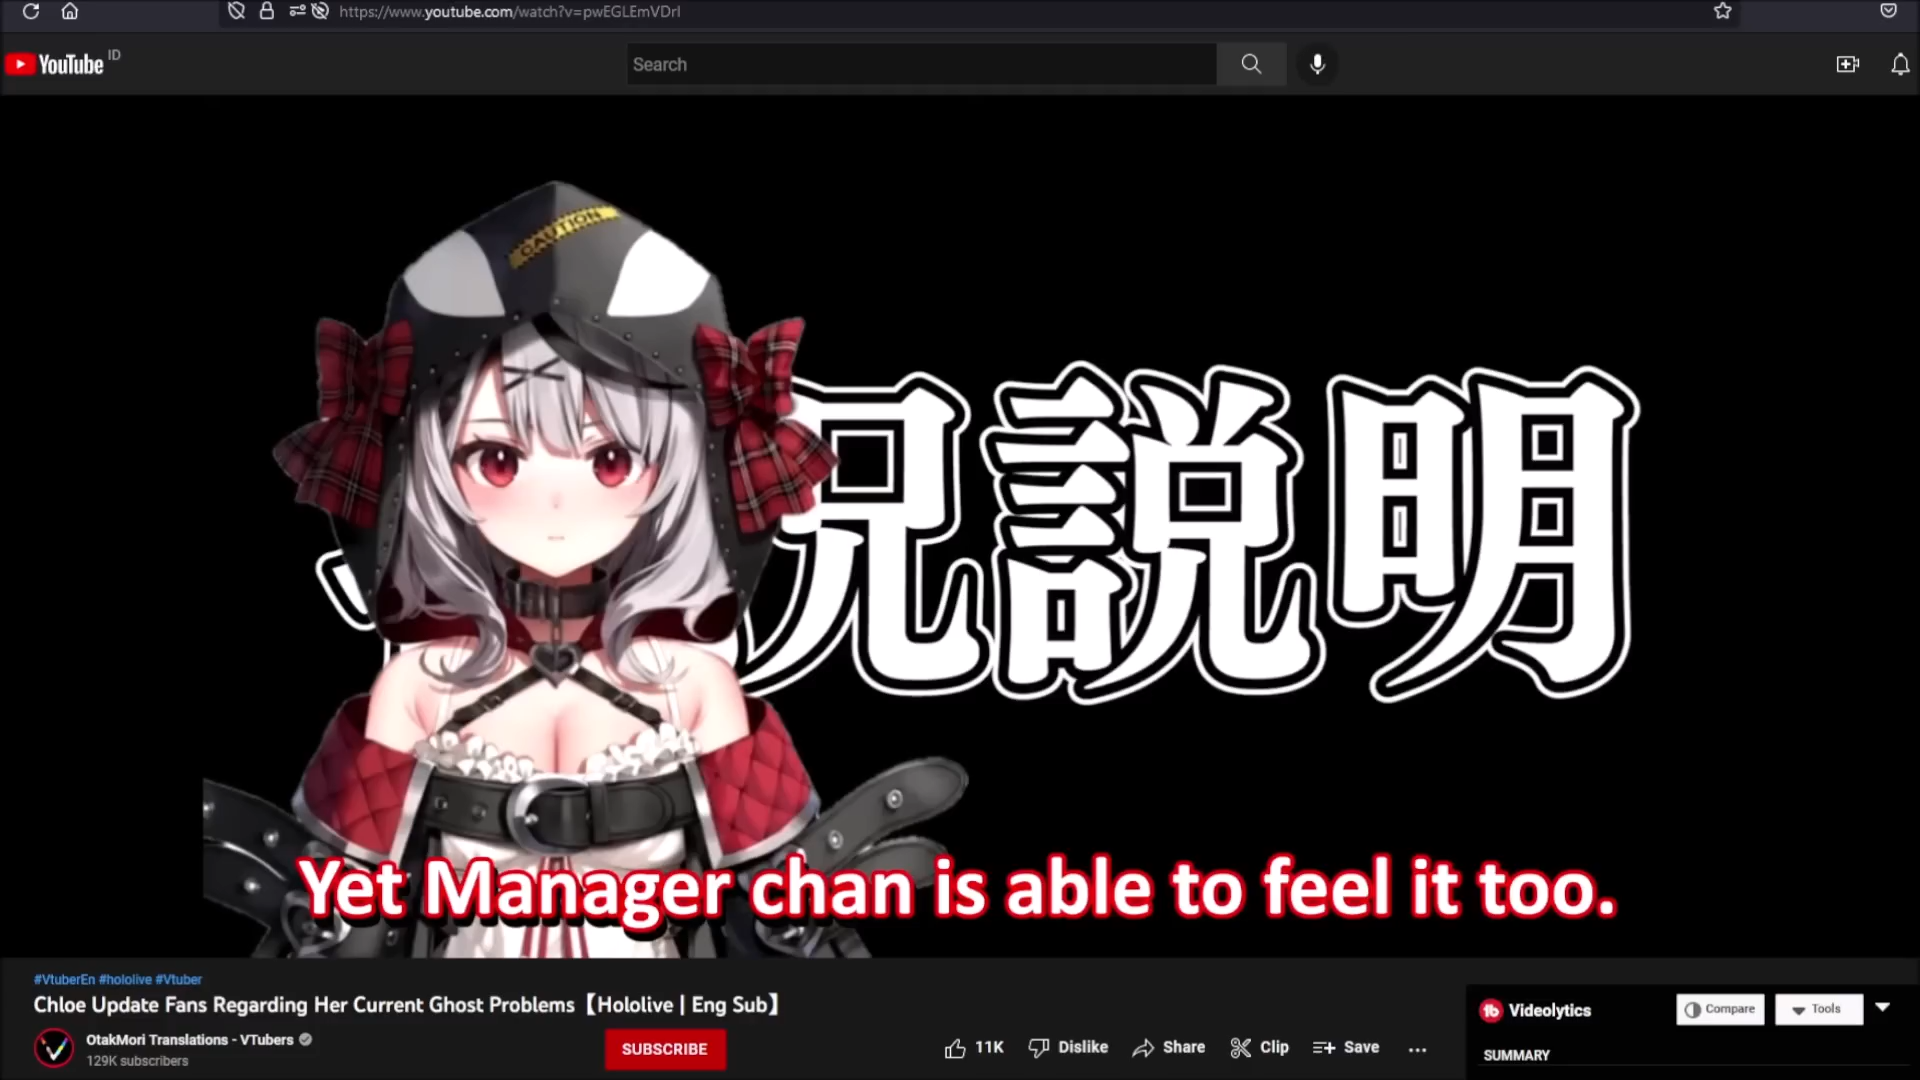 https://www.youtube.com/watch?v=pwEGLEmVDrI
YouTube ID
Search
CAUTION
況説明
Yet Manager chan is able to feel it too.
#VtuberEn #hololive #Vtuber
Chloe Update Fans Regarding Her Current Ghost Problems【Hololive | Eng Sub】
OtakMori Translations - VTubers
129K subscribers
SUBSCRIBE
11K
Dislike
Share
Clip
Save
Videolytics
Compare
Tools
SUMMARY